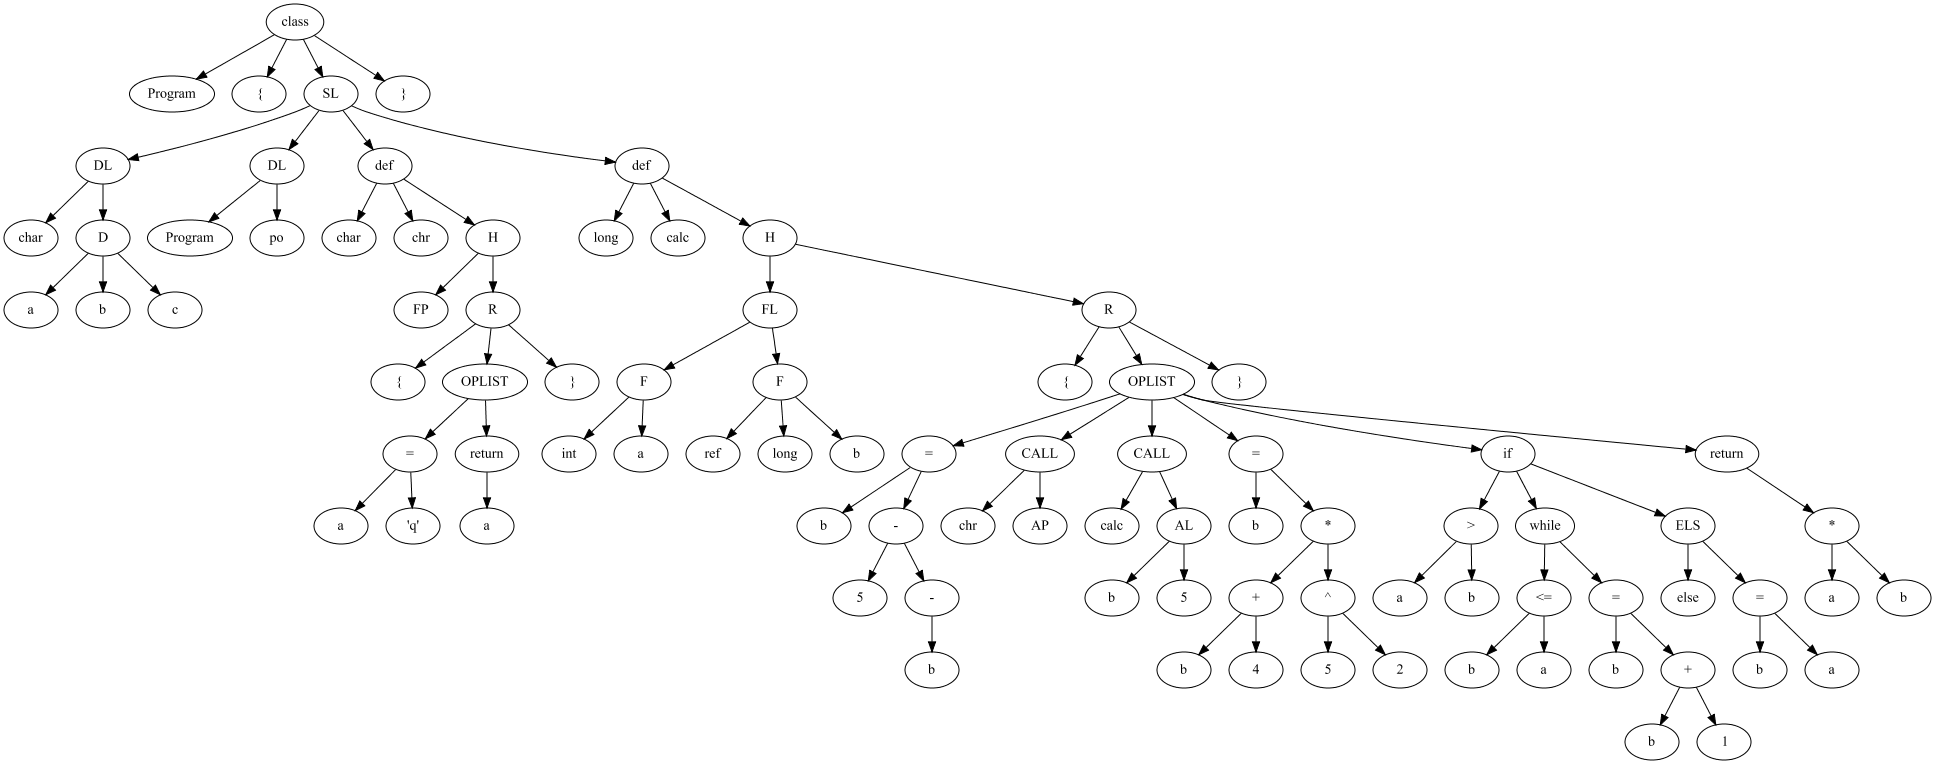 class
Program { SL }
DL DL def def
char D Program po char chr H long calc H
a b c FP R FL R
{ OPLIST } F F { OPLIST }
= return int a ref long b = CALL CALL = if return
a 'q' a b - chr AP calc AL b * > while ELS *
5 - b 5 + ^ a b <= = else = a b
b b 4 5 2 b a b + b a
b 1